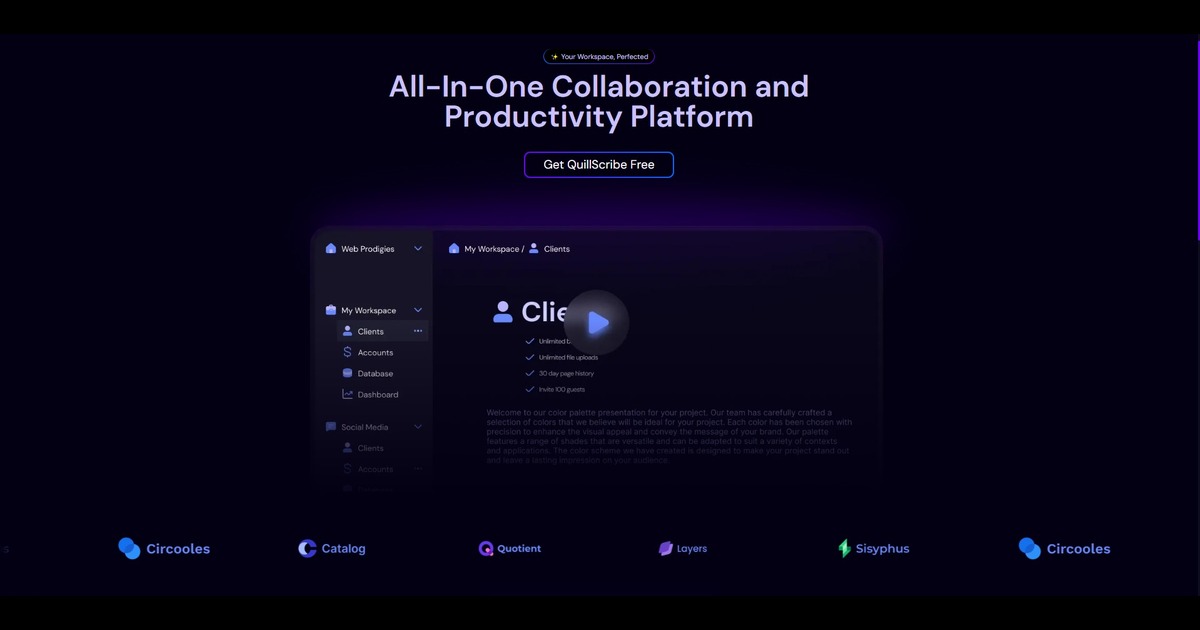 ✨ Your Workspace, Perfected
All-In-One Collaboration and
Productivity Platform
Get QuillScribe Free
Web Prodigies
My Workspace / Clients
My Workspace
Clients
Accounts
Database
Dashboard
Social Media
Clients
Accounts
Unlimited
Unlimited file uploads
30 day page history
Invite 100 guests
Welcome to our color palette presentation for your project. Our team has carefully crafted a
selection of colors that we believe will be ideal for your project. Each color has been chosen with
precision to enhance the visual appeal and convey the message of your brand. Our palette
features a range of shades that are versatile and can be adapted to suit a variety of contexts
and applications. The color scheme we have created is designed to make your project stand out
and leave a lasting impression on your audience.
Circooles
Catalog
Quotient
Layers
Sisyphus
Circooles